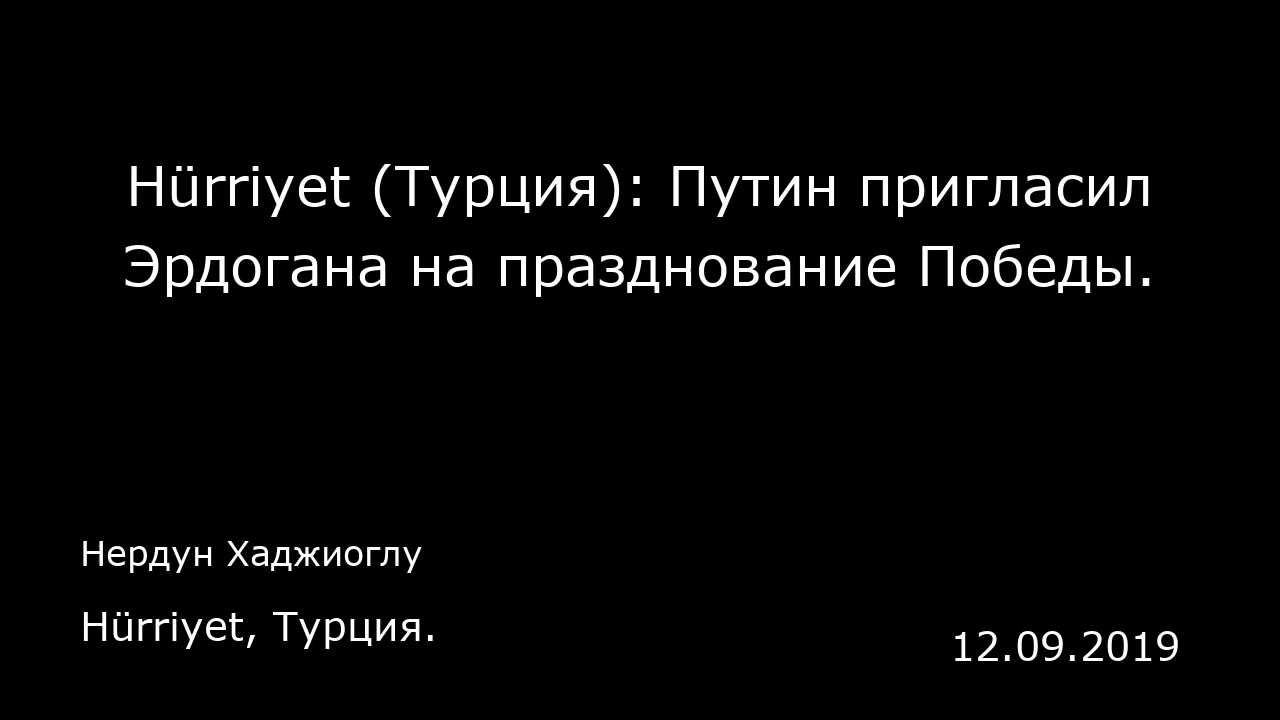 Hürriyet (Турция): Путин пригласил
Эрдогана на празднование Победы.
Нердун Хаджиоглу
Hürriyet, Турция.
12.09.2019